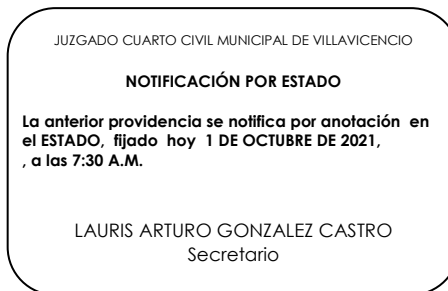 JUZGADO CUARTO CIVIL MUNICIPAL DE VILLAVICENCIO
NOTIFICACIÓN POR ESTADO
La anterior providencia se notifica por anotación en
el ESTADO, fijado hoy 1 DE OCTUBRE DE 2021,
, a las 7:30 A.M.
LAURIS ARTURO GONZALEZ CASTRO
Secretario